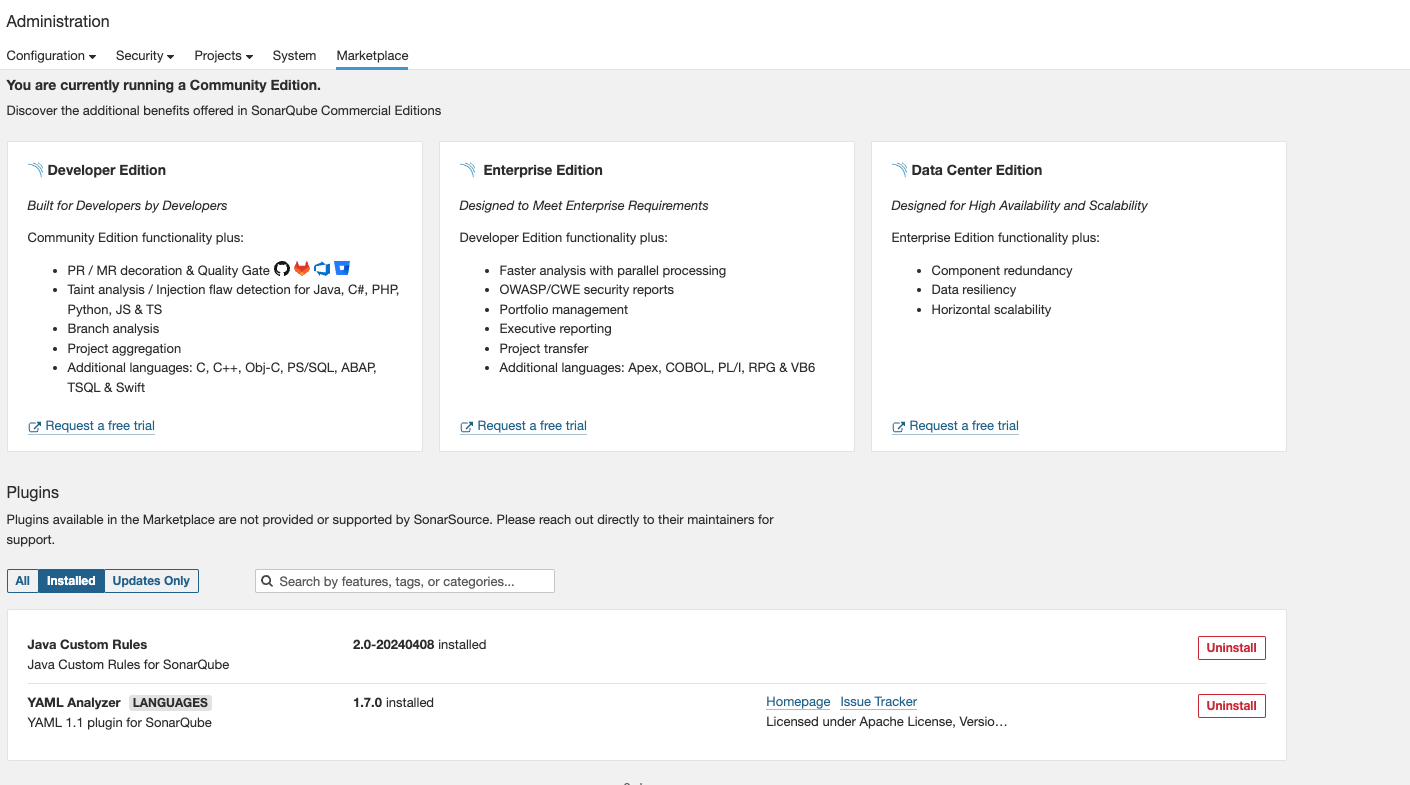 Administration
Configuration Security Projects System Marketplace
You are currently running a Community Edition.
Discover the additional benefits offered in SonarQube Commercial Editions
Developer Edition
Built for Developers by Developers
Community Edition functionality plus:
PR / MR decoration & Quality Gate
Taint analysis / Injection flaw detection for Java, C#, PHP,
Python, JS & TS
Branch analysis
Project aggregation
Additional languages: C, C++, Obj-C, PS/SQL, ABAP,
TSQL & Swift
Request a free trial
Enterprise Edition
Designed to Meet Enterprise Requirements
Developer Edition functionality plus:
Faster analysis with parallel processing
OWASP/CWE security reports
Portfolio management
Executive reporting
Project transfer
Additional languages: Apex, COBOL, PL/I, RPG & VB6
Request a free trial
Data Center Edition
Designed for High Availability and Scalability
Enterprise Edition functionality plus:
Component redundancy
Data resiliency
Horizontal scalability
Request a free trial
Plugins
Plugins available in the Marketplace are not provided or supported by SonarSource. Please reach out directly to their maintainers for
support.
All Installed Updates Only Search by features, tags, or categories...
Java Custom Rules 2.0-20240408 installed Uninstall
Java Custom Rules for SonarQube
YAML Analyzer LANGUAGES 1.7.0 installed Homepage Issue Tracker Uninstall
YAML 1.1 plugin for SonarQube Licensed under Apache License, Versio…